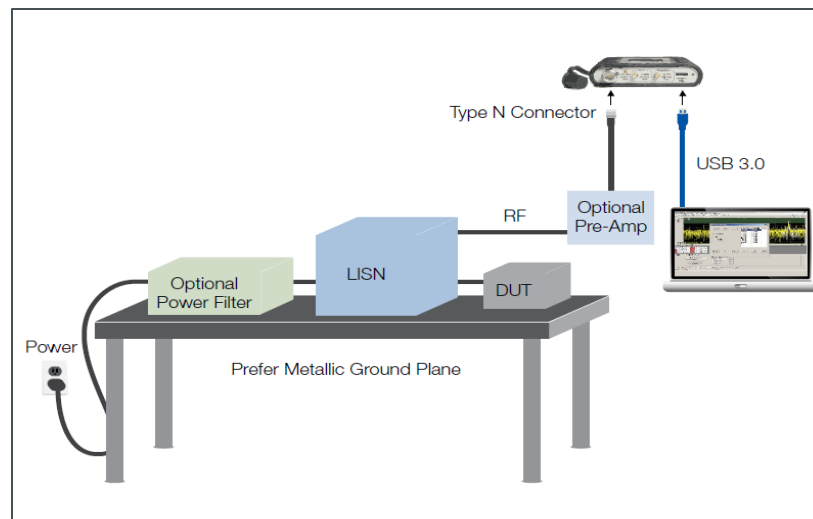 Type N Connector
USB 3.0
RF
Optional
Pre-Amp
LISN
Optional
Power Filter
DUT
Power
Prefer Metallic Ground Plane